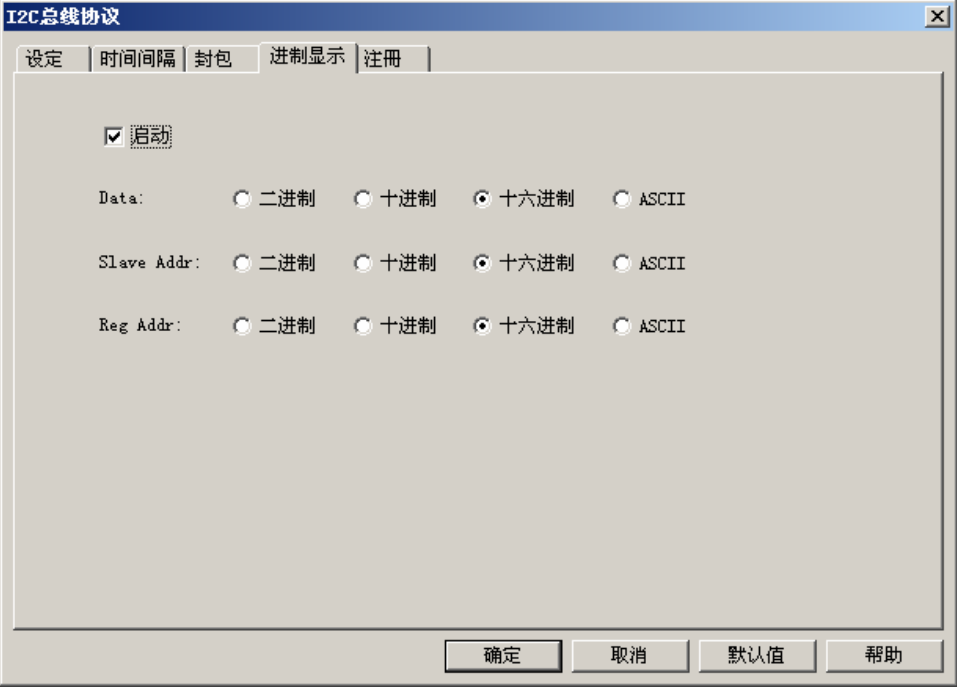 I2C总线协议
设定 时间间隔 封包 进制显示 注册
启动
Data: 二进制 十进制 十六进制 ASCII
Slave Addr: 二进制 十进制 十六进制 ASCII
Reg Addr: 二进制 十进制 十六进制 ASCII
确定 取消 默认值 帮助